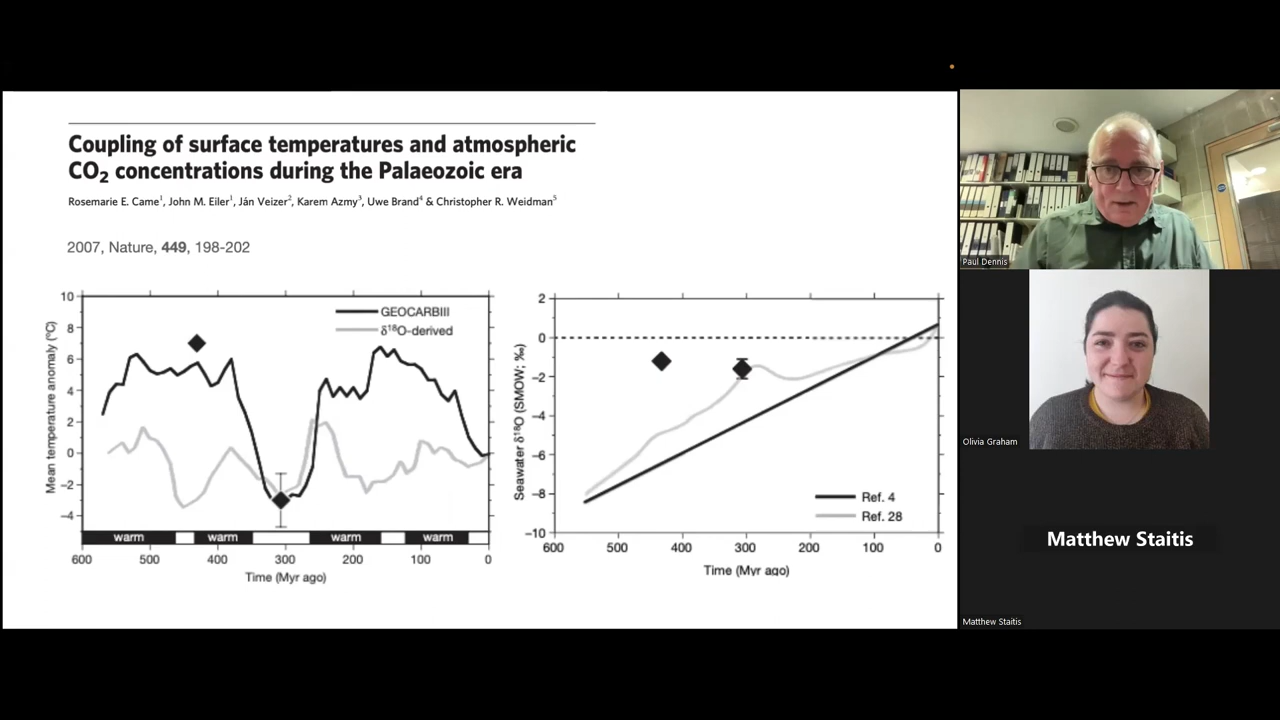 Coupling of surface temperatures and atmospheric
CO2 concentrations during the Palaeozoic era
Rosemarie E. Came1, John M. Eiler1, Ján Veizer2, Karem Azmy3, Uwe Brand4 & Christopher R. Weidman5
2007, Nature, 449, 198-202
Mean temperature anomaly (°C)
10
8
6
4
2
0
−2
−4
GEOCARBIII
δ18O-derived
warm
warm
warm
warm
600
500
400
300
200
100
0
Time (Myr ago)
Seawater δ18O (SMOW; ‰)
2
0
−2
−4
−6
−8
−10
Ref. 4
Ref. 28
600
500
400
300
200
100
0
Time (Myr ago)
Paul Dennis
Olivia Graham
Matthew Staitis
Matthew Staitis